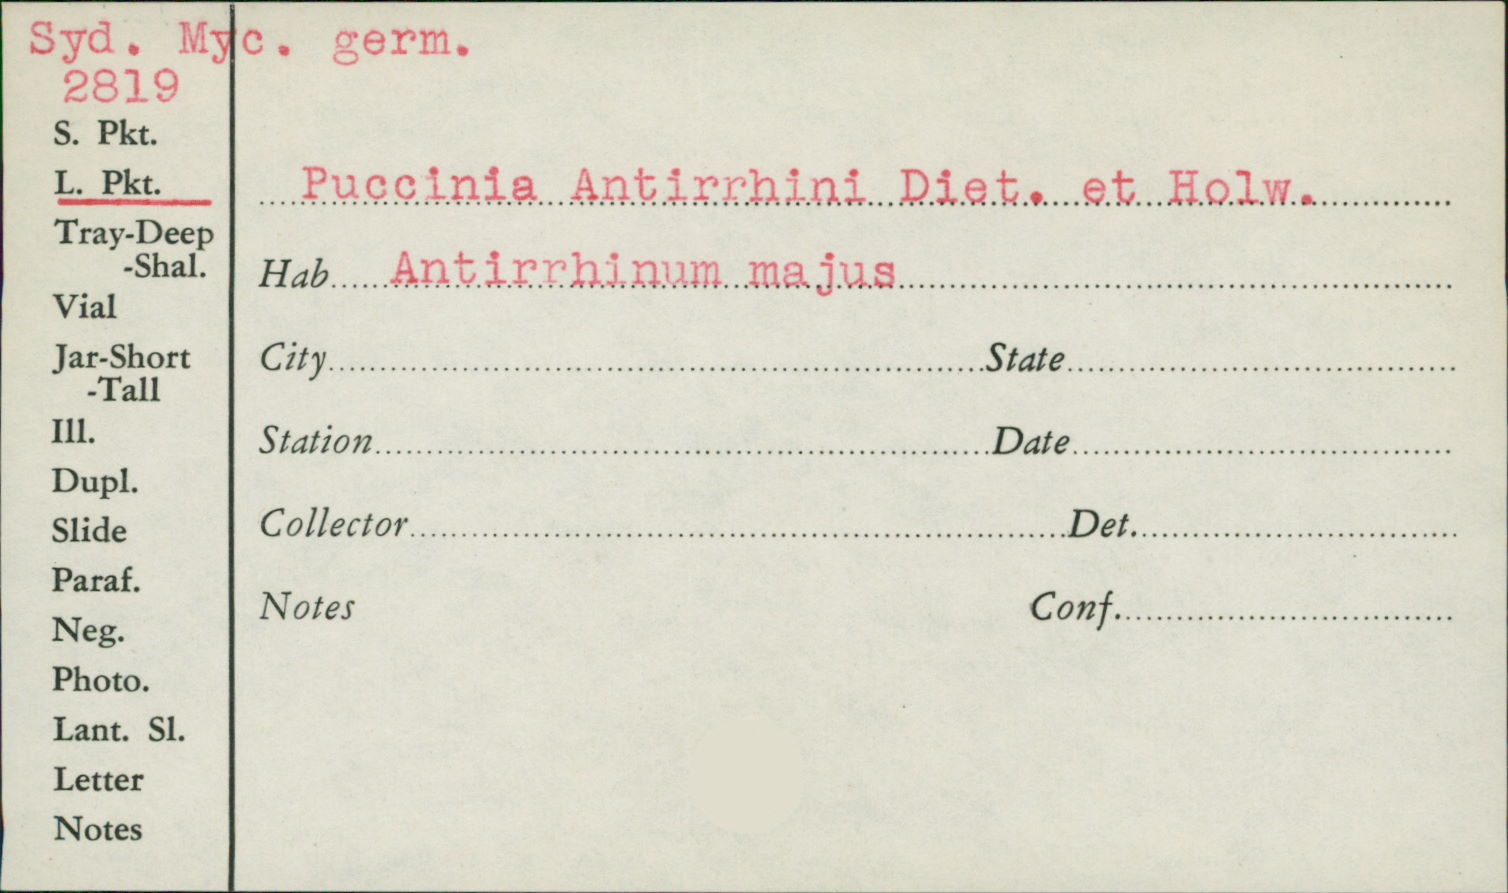 Syd. Myc. germ.
2819
S. Pkt.
L. Pkt.
Tray-Deep
-Shal.
Vial
Jar-Short
-Tall
Ill.
Dupl.
Slide
Paraf.
Neg.
Photo.
Lant. Sl.
Letter
Notes
Puccinia Antirrhini Diet. et Holw.
Hab Antirrhinum majus
City State
Station Date
Collector Det.
Notes Conf.